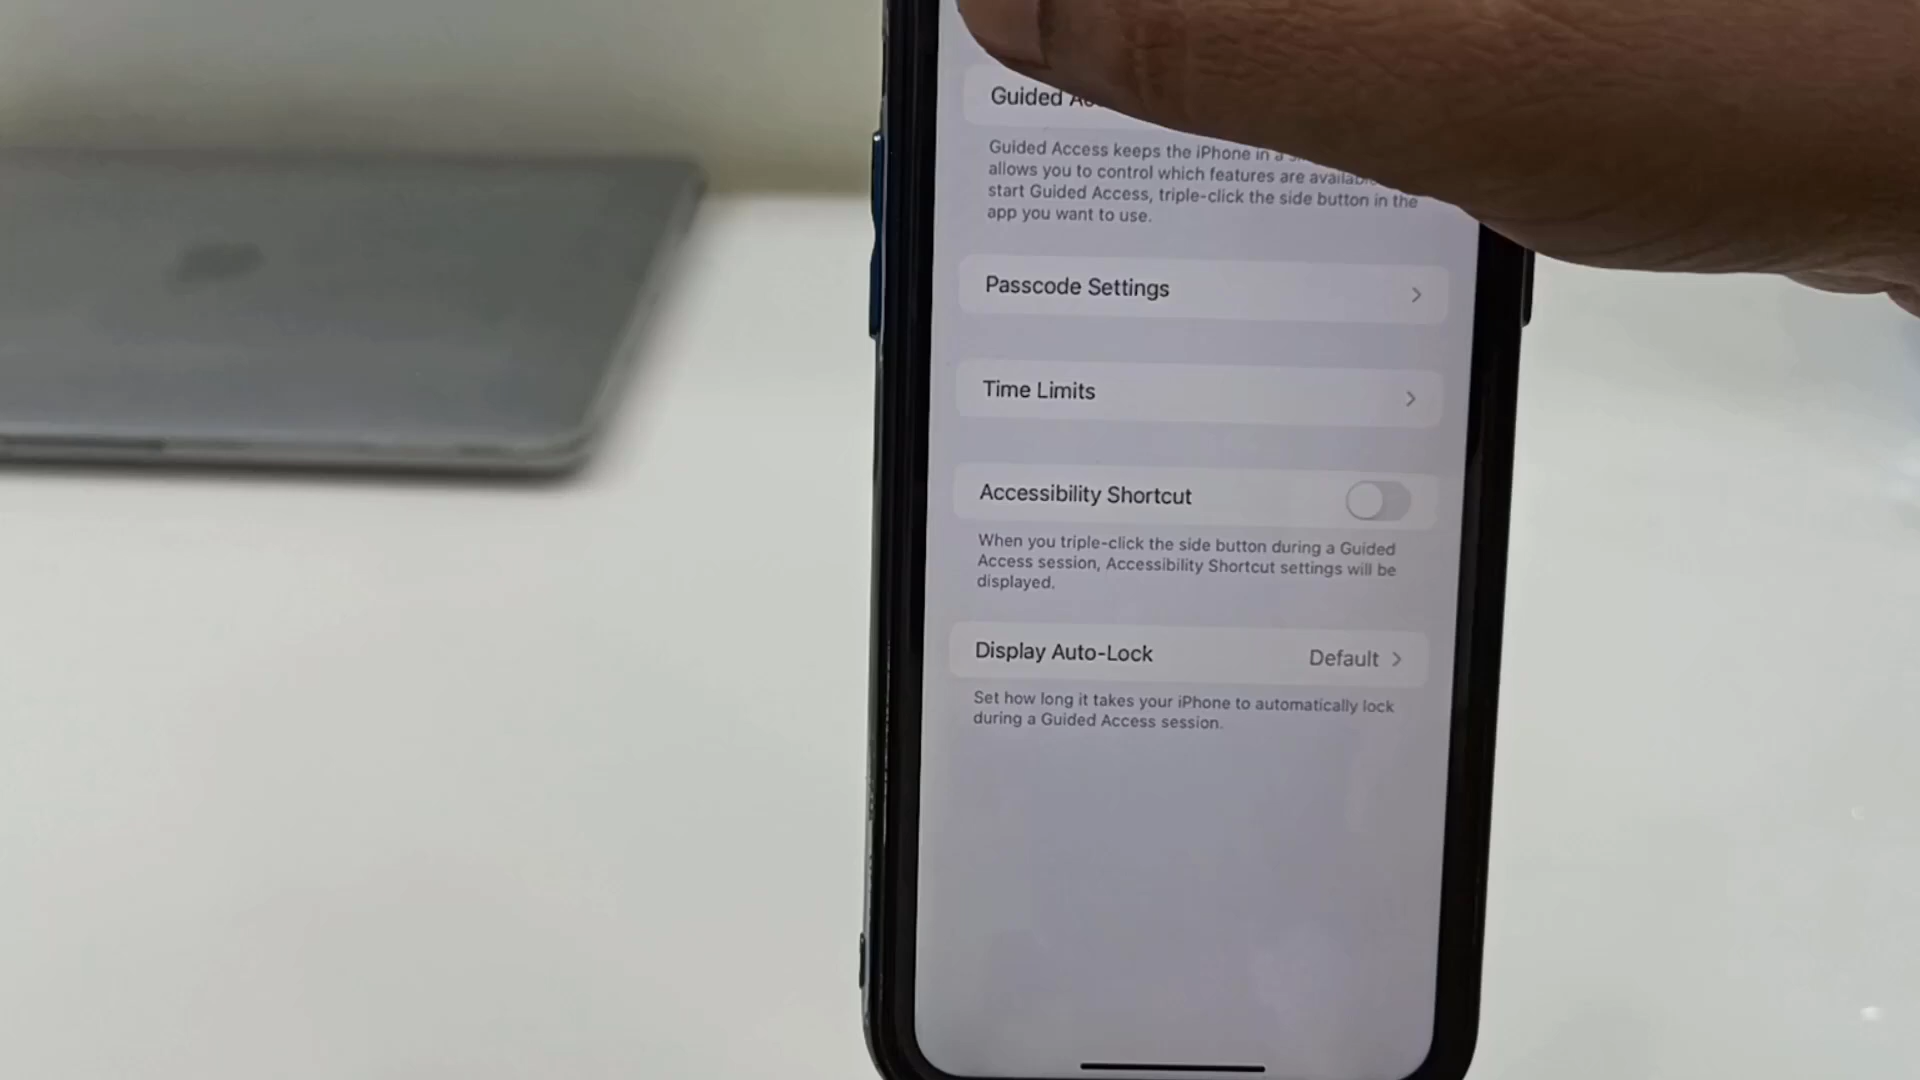 Guided
Guided Access keeps the iPhone in a
allows you to control which features are
start Guided Access, triple-click the side button in the
app you want to use.
Passcode Settings
Time Limits
Accessibility Shortcut
When you triple-click the side button during a Guided
Access session, Accessibility Shortcut settings will be
displayed.
Display Auto-Lock Default
Set how long it takes your iPhone to automatically lock
during a Guided Access session.